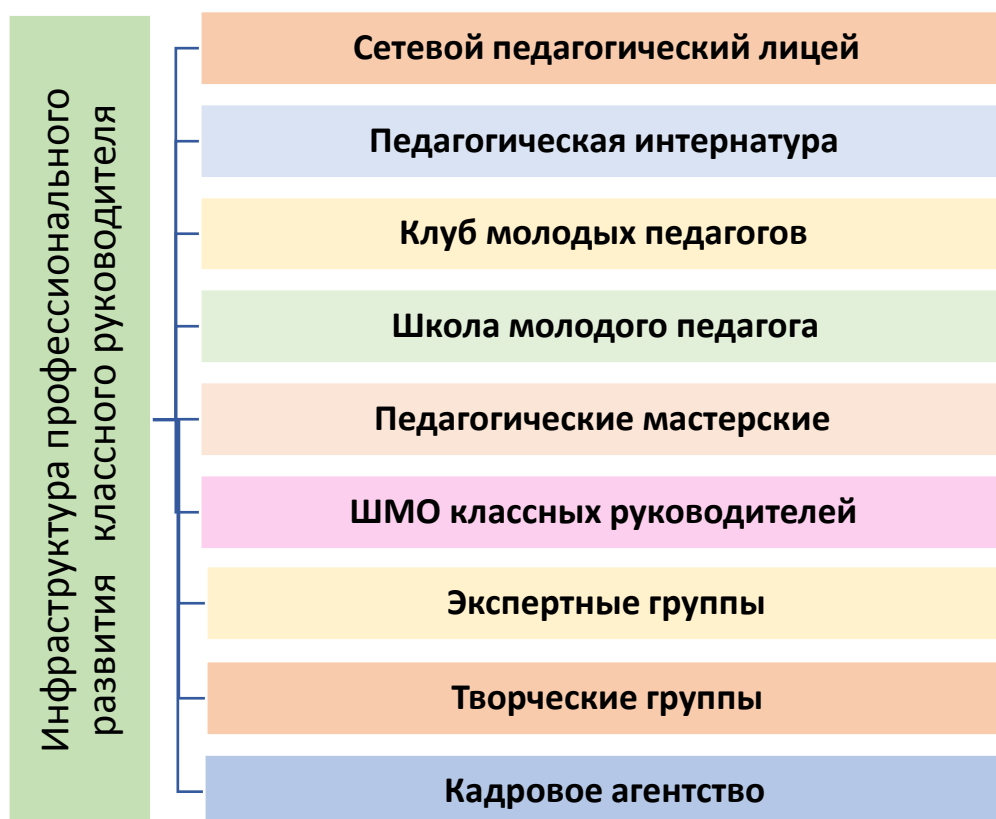 Инфраструктура профессионального
развития классного руководителя
Сетевой педагогический лицей
Педагогическая интернатура
Клуб молодых педагогов
Школа молодого педагога
Педагогические мастерские
ШМО классных руководителей
Экспертные группы
Творческие группы
Кадровое агентство